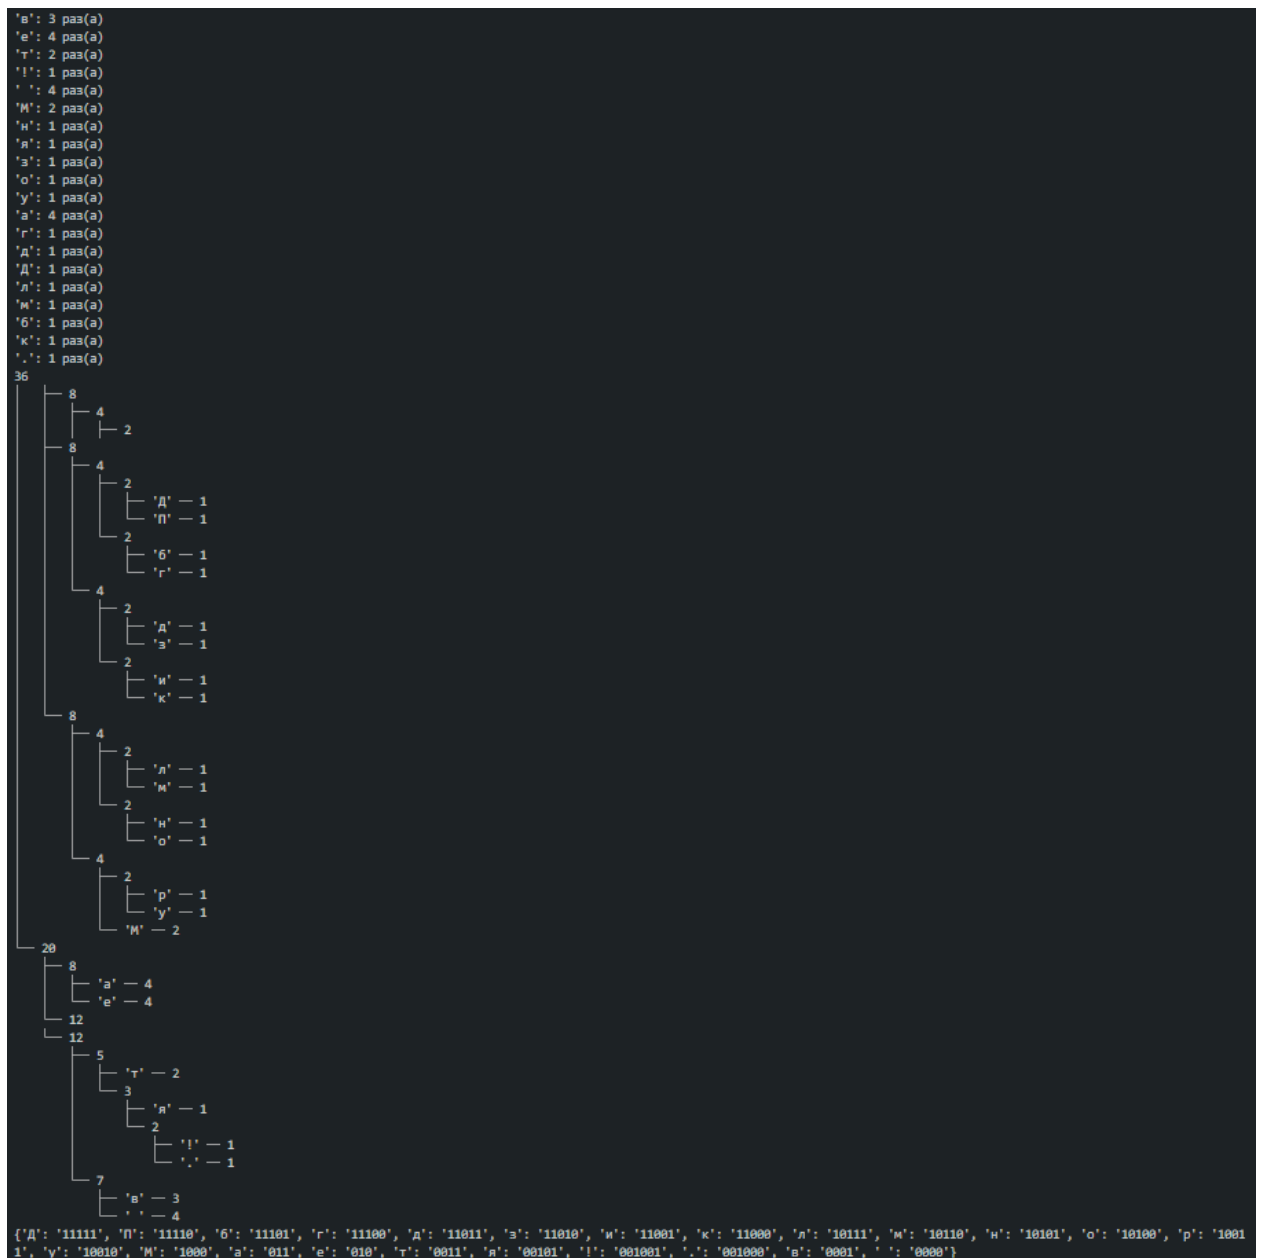 'в': 3 раз(а)
'е': 4 раз(а)
'т': 2 раз(а)
'!': 1 раз(а)
' ': 4 раз(а)
'М': 2 раз(а)
'н': 1 раз(а)
'я': 1 раз(а)
'з': 1 раз(а)
'о': 1 раз(а)
'у': 1 раз(а)
'а': 4 раз(а)
'г': 1 раз(а)
'д': 1 раз(а)
'Д': 1 раз(а)
'л': 1 раз(а)
'м': 1 раз(а)
'б': 1 раз(а)
'к': 1 раз(а)
'.': 1 раз(а)
36
├─ 8
├─ 4
├─ 2
├─ 8
├─ 4
├─ 2
├─ 'Д' — 1
└─ 'П' — 1
└─ 2
├─ 'б' — 1
└─ 'г' — 1
└─ 4
├─ 2
├─ 'д' — 1
└─ 'з' — 1
└─ 2
├─ 'и' — 1
└─ 'к' — 1
└─ 8
├─ 4
├─ 2
├─ 'л' — 1
└─ 'м' — 1
└─ 2
├─ 'н' — 1
└─ 'о' — 1
└─ 4
├─ 2
├─ 'р' — 1
└─ 'у' — 1
└─ 'М' — 2
└─ 20
├─ 8
├─ 'а' — 4
└─ 'е' — 4
└─ 12
└─ 12
├─ 5
├─ 'т' — 2
└─ 3
├─ 'я' — 1
└─ 2
├─ '!' — 1
└─ '.' — 1
└─ 7
├─ 'в' — 3
└─ ' ' — 4
{'Д': '11111', 'П': '11110', 'б': '11101', 'г': '11100', 'д': '11011', 'з': '11010', 'и': '11001', 'к': '11000', 'л': '10111', 'м': '10110', 'н': '10101', 'о': '10100', 'р': '1001
1', 'у': '10010', 'М': '1000', 'а': '011', 'е': '010', 'т': '0011', 'я': '00101', '!': '001001', '.': '001000', 'в': '0001', ' ': '0000'}